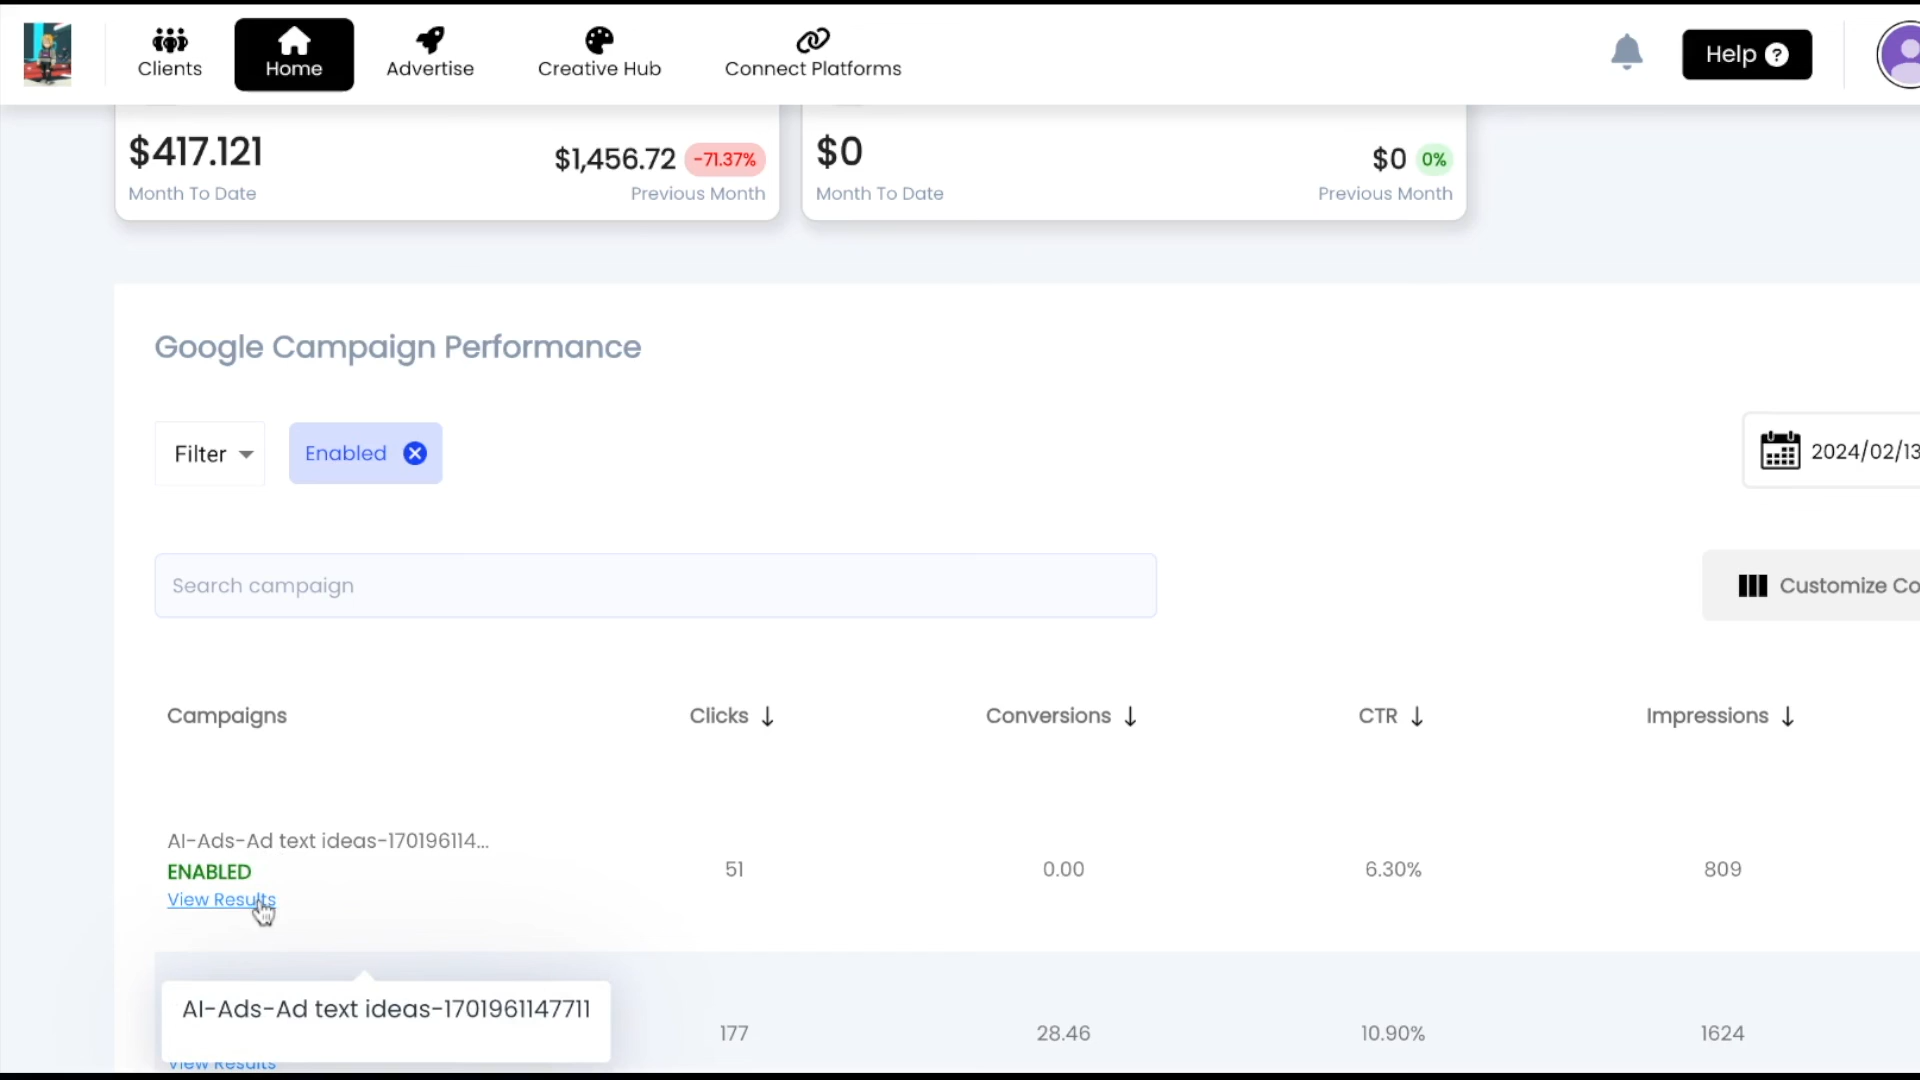 Clients
Home
Advertise
Creative Hub
Connect Platforms
Help ?
$417.121
$1,456.72 -71.37%
Month To Date
Previous Month
$0
$0 0%
Month To Date
Previous Month
Google Campaign Performance
Filter
Enabled
2024/02/13
Search campaign
Customize Co
Campaigns
Clicks ↓
Conversions ↓
CTR ↓
Impressions ↓
AI-Ads-Ad text ideas-170196114...
ENABLED
View Results
51
0.00
6.30%
809
AI-Ads-Ad text ideas-1701961147711
177
28.46
10.90%
1624
View Results